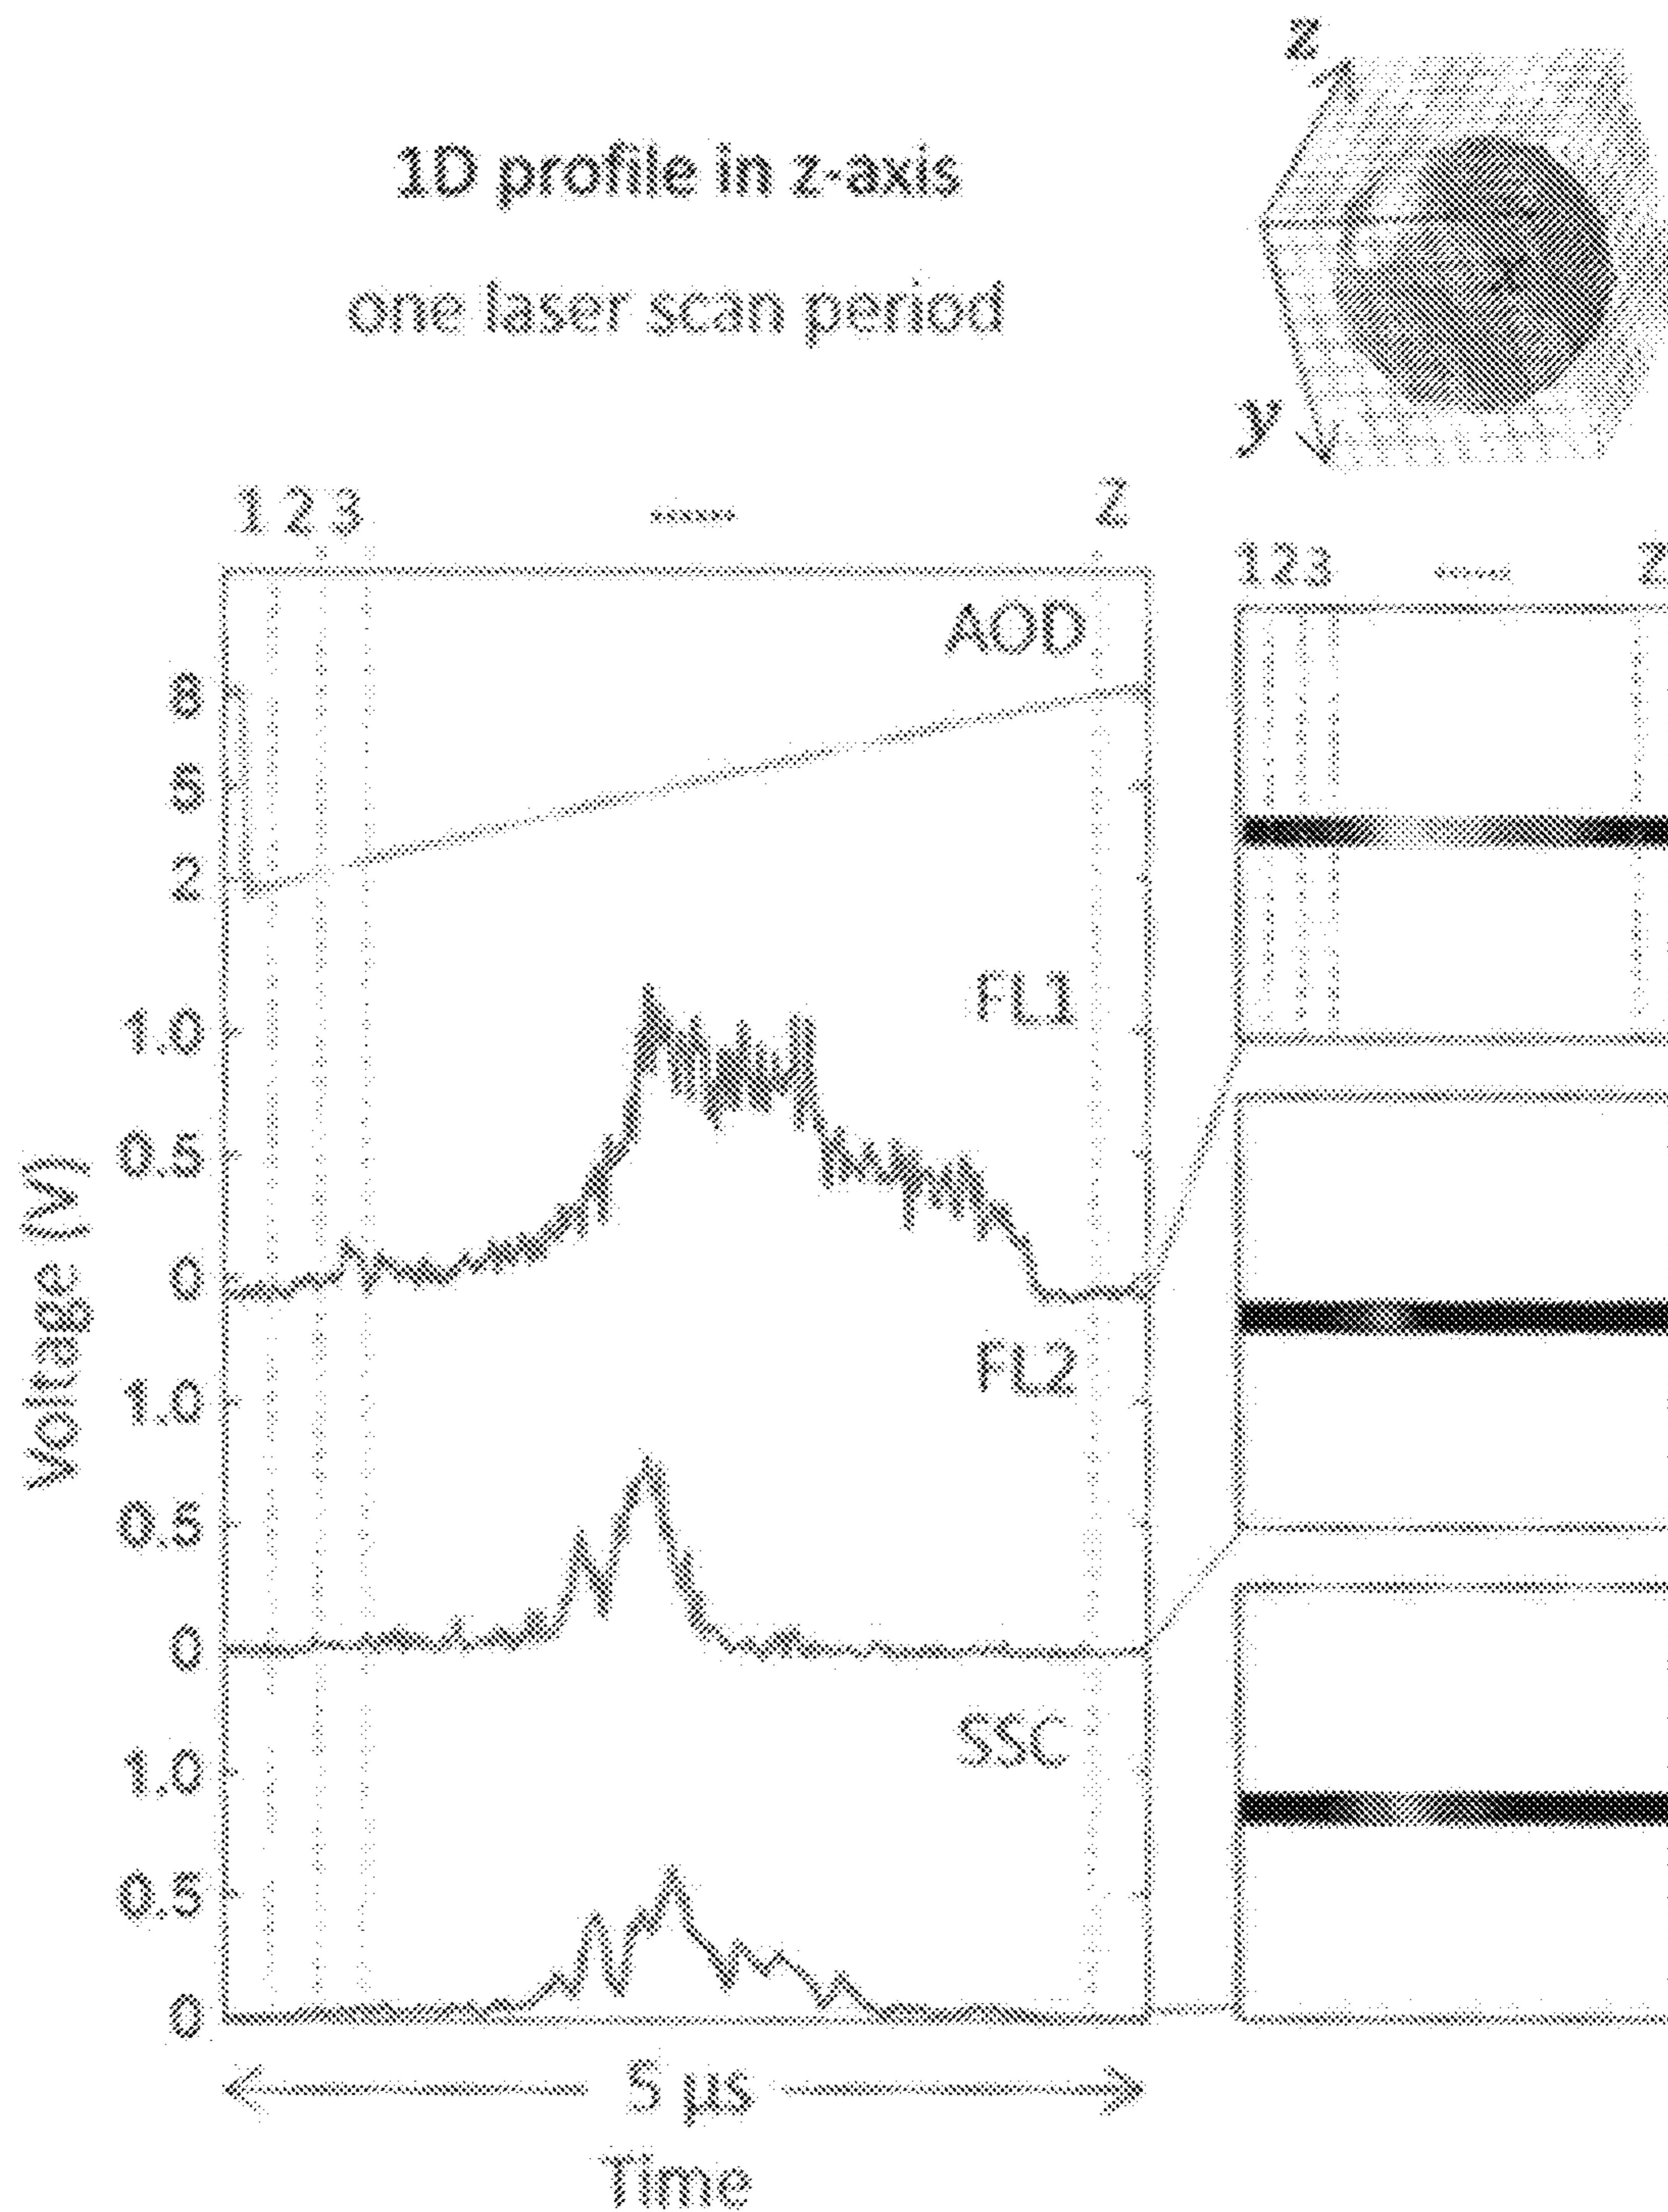 z
1D profile in z-axis
one laser scan period
y
1 2 3 ...... Z
1 2 3 ...... Z
AOD
8
5
2
FL1
1.0
0.5
0
FL2
1.0
0.5
0
SSC
1.0
0.5
0
Voltage (V)
5 µs
Time